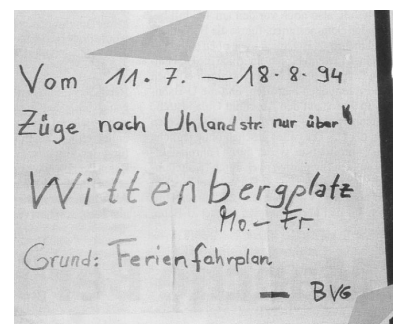 Vom 11.7. — 18.8.94
Züge nach Uhlandstr. nur über
Wittenbergplatz
Mo. – Fr.
Grund: Ferienfahrplan
— BVG